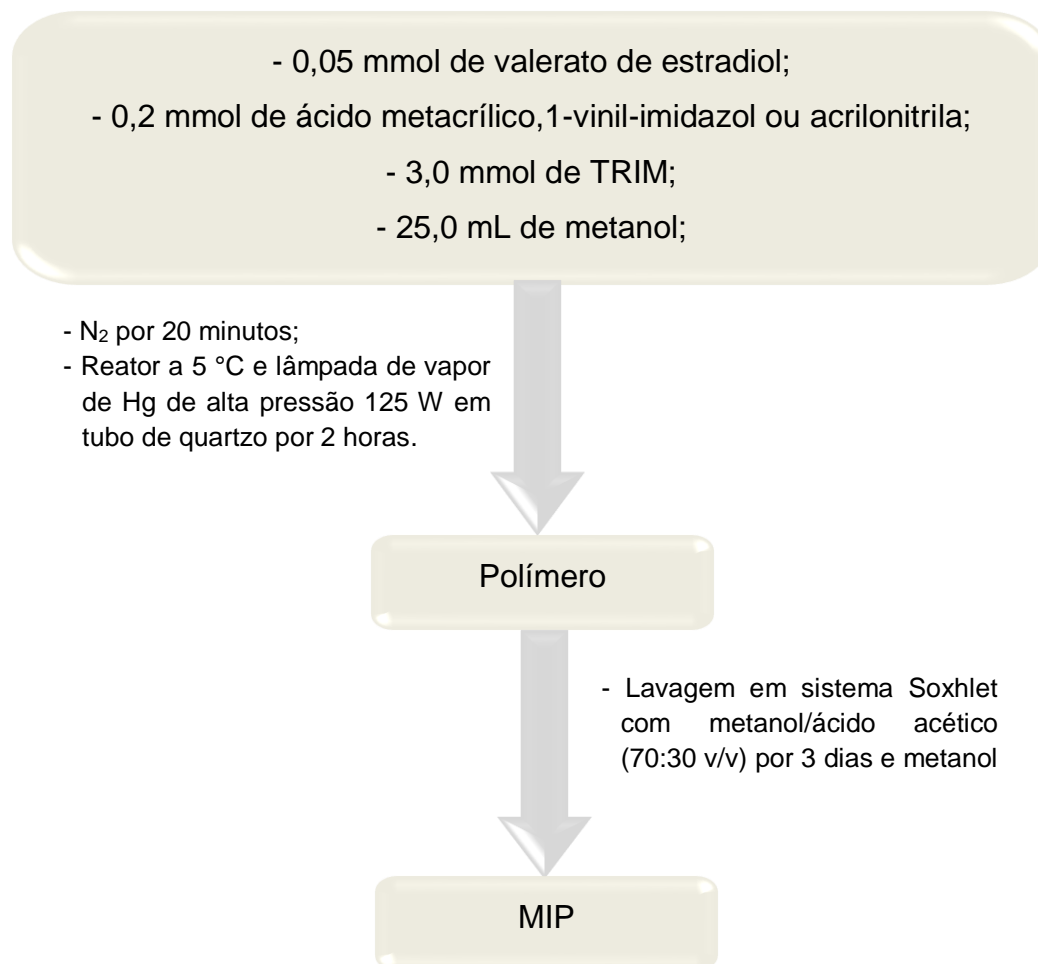 - 0,05 mmol de valerato de estradiol;
- 0,2 mmol de ácido metacrílico,1-vinil-imidazol ou acrilonitrila;
- 3,0 mmol de TRIM;
- 25,0 mL de metanol;
- N₂ por 20 minutos;
- Reator a 5 °C e lâmpada de vapor
de Hg de alta pressão 125 W em
tubo de quartzo por 2 horas.
Polímero
- Lavagem em sistema Soxhlet
com metanol/ácido acético
(70:30 v/v) por 3 dias e metanol
MIP